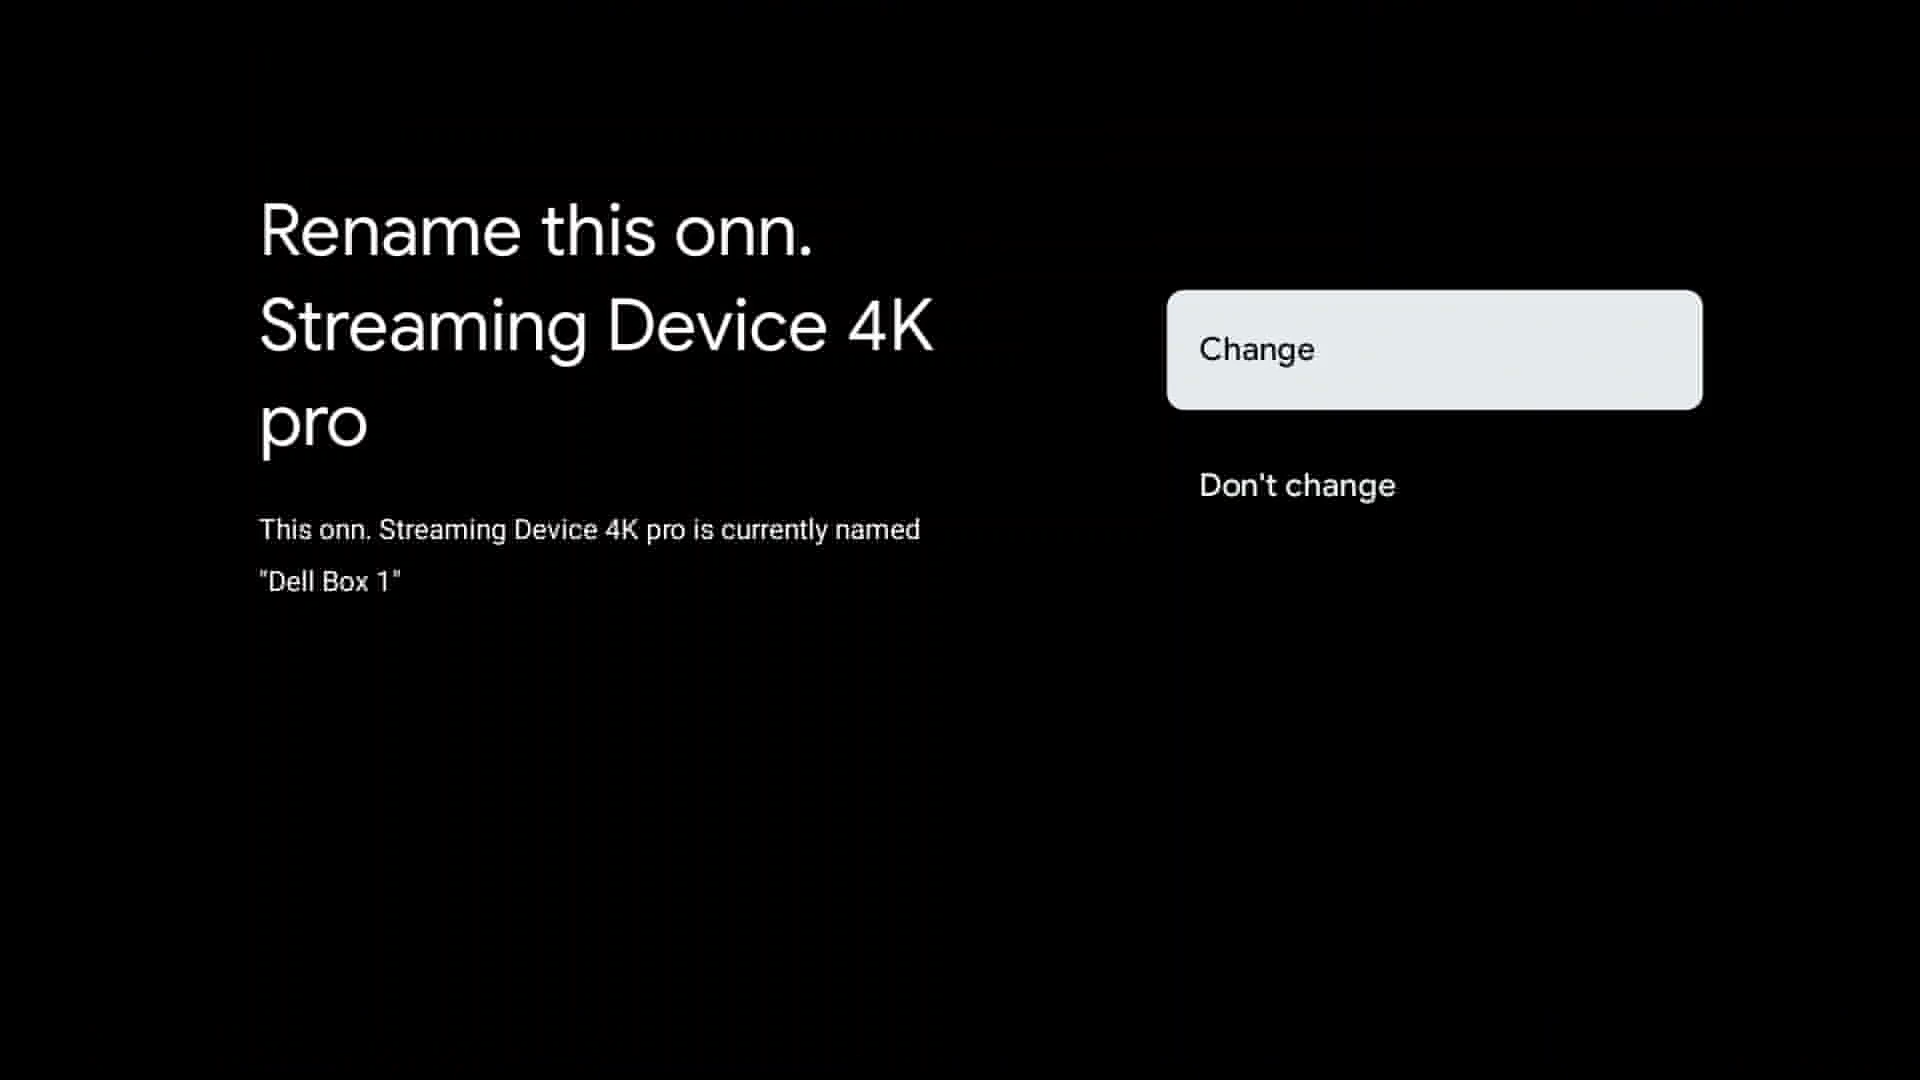 Rename this onn.
Streaming Device 4K
pro
This onn. Streaming Device 4K pro is currently named
"Dell Box 1"
Change
Don't change